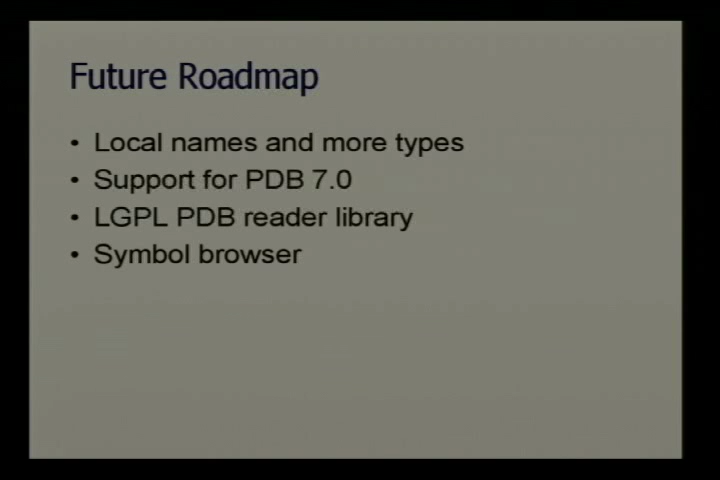 Future Roadmap
• Local names and more types
• Support for PDB 7.0
• LGPL PDB reader library
• Symbol browser